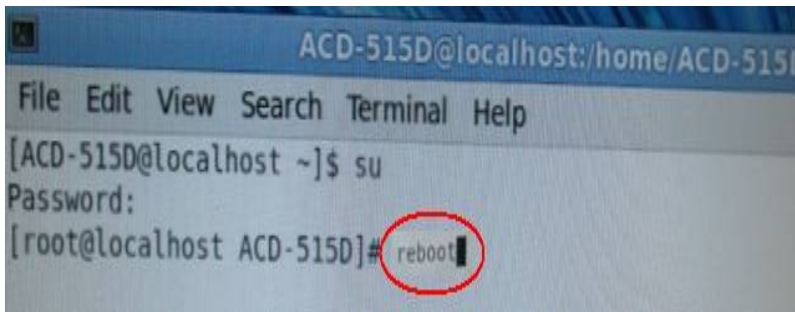 ACD-515D@localhost:/home/ACD-515
File Edit View Search Terminal Help
[ACD-515D@localhost ~]$ su
Password:
[root@localhost ACD-515D]# reboot